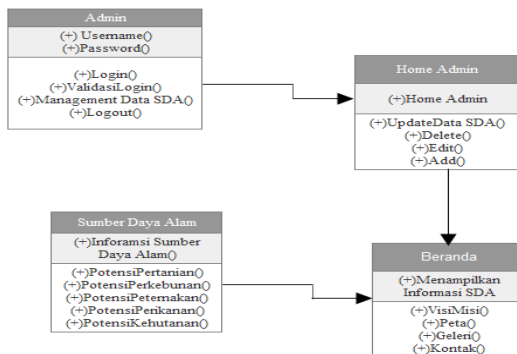 Admin
(+) Username()
(+)Password()
(+)Login()
(+)ValidasiLogin()
(+)Management Data SDA()
(+)Logout()
Home Admin
(+)Home Admin
(+)UpdateData SDA()
(+)Delete()
(+)Edit()
(+)Add()
Sumber Daya Alam
(+)Inforamsi Sumber
Daya Alam()
(+)PotensiPertanian()
(+)PotensiPerkebunan()
(+)PotensiPeternakan()
(+)PotensiPerikanan()
(+)PotensiKehutanan()
Beranda
(+)Menampilkan
Informasi SDA
(+)VisiMisi()
(+)Peta()
(+)Geleri()
(+)Kontak()